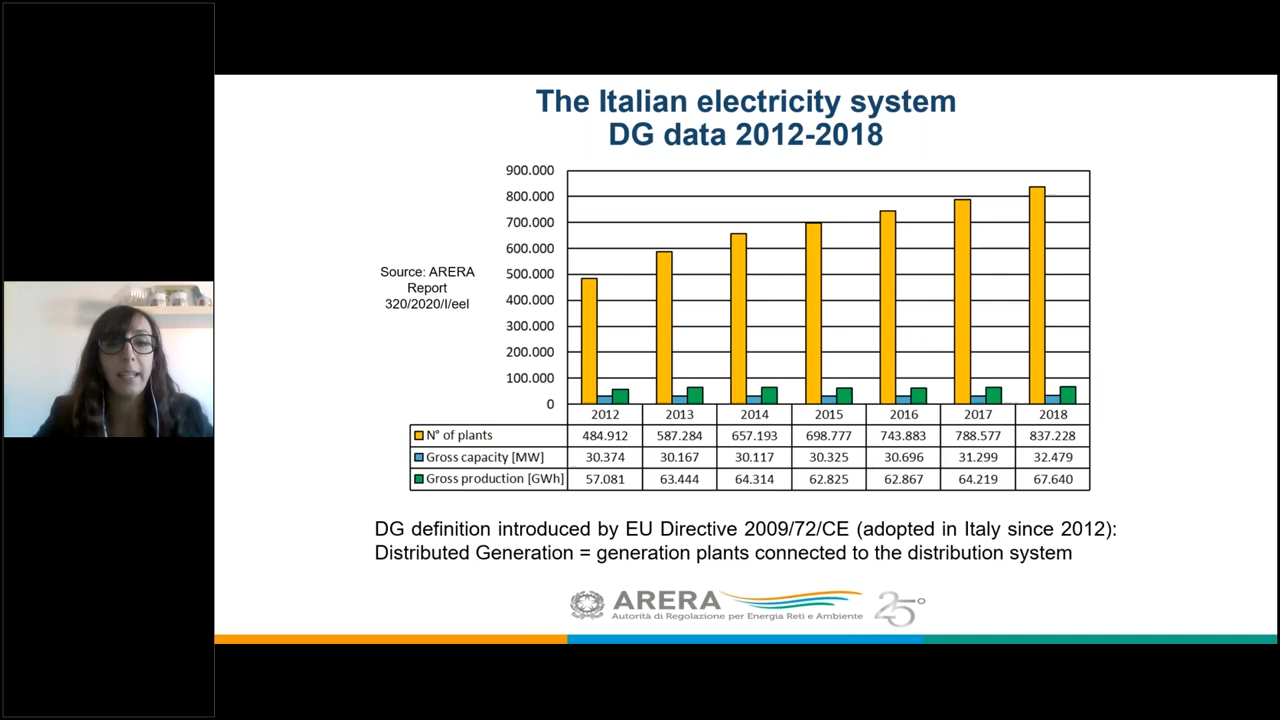 The Italian electricity system
DG data 2012-2018
900.000
800.000
700.000
600.000
500.000
400.000
300.000
200.000
100.000
0
Source: ARERA
Report
320/2020/I/eel
2012 2013 2014 2015 2016 2017 2018
N° of plants 484.912 587.284 657.193 698.777 743.883 788.577 837.228
Gross capacity [MW] 30.374 30.167 30.117 30.325 30.696 31.299 32.479
Gross production [GWh] 57.081 63.444 64.314 62.825 62.867 64.219 67.640
DG definition introduced by EU Directive 2009/72/CE (adopted in Italy since 2012):
Distributed Generation = generation plants connected to the distribution system
ARERA
Autorità di Regolazione per Energia Reti e Ambiente
25°